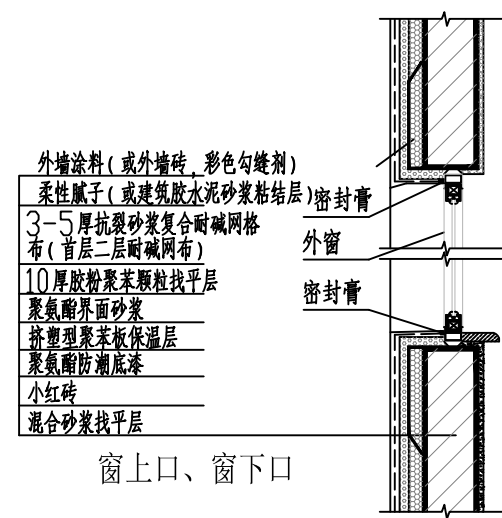 外墙涂料(或外墙砖,彩色勾缝剂)
柔性腻子(或建筑胶水泥砂浆粘结层)
密封膏
3-5厚抗裂砂浆复合耐碱网格
布(首层二层耐碱网布)
外窗
10厚胶粉聚苯颗粒找平层
聚氨酯界面砂浆
密封膏
挤塑型聚苯板保温层
聚氨酯防潮底漆
小红砖
混合砂浆找平层
窗上口、窗下口